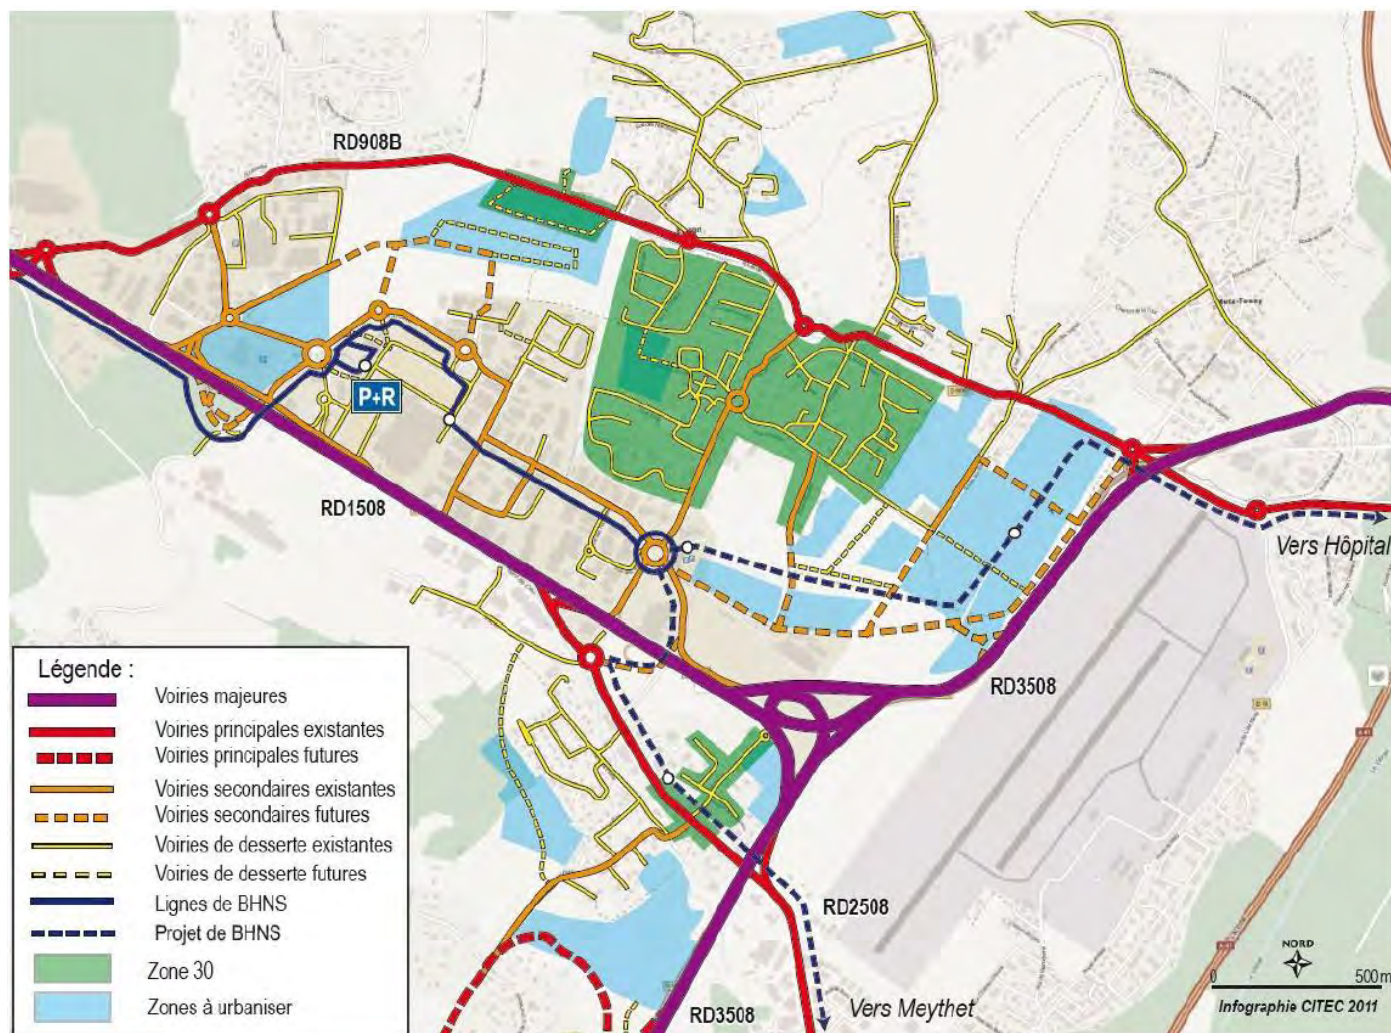 RD908B
P+R
RD1508
Vers Hôpital
RD3508
RD2508
Vers Meythet
RD3508
Légende :
Voiries majeures
Voiries principales existantes
Voiries principales futures
Voiries secondaires existantes
Voiries secondaires futures
Voiries de desserte existantes
Voiries de desserte futures
Lignes de BHNS
Projet de BHNS
Zone 30
Zones à urbaniser
NORD
0 500m
Infographie CITEC 2011